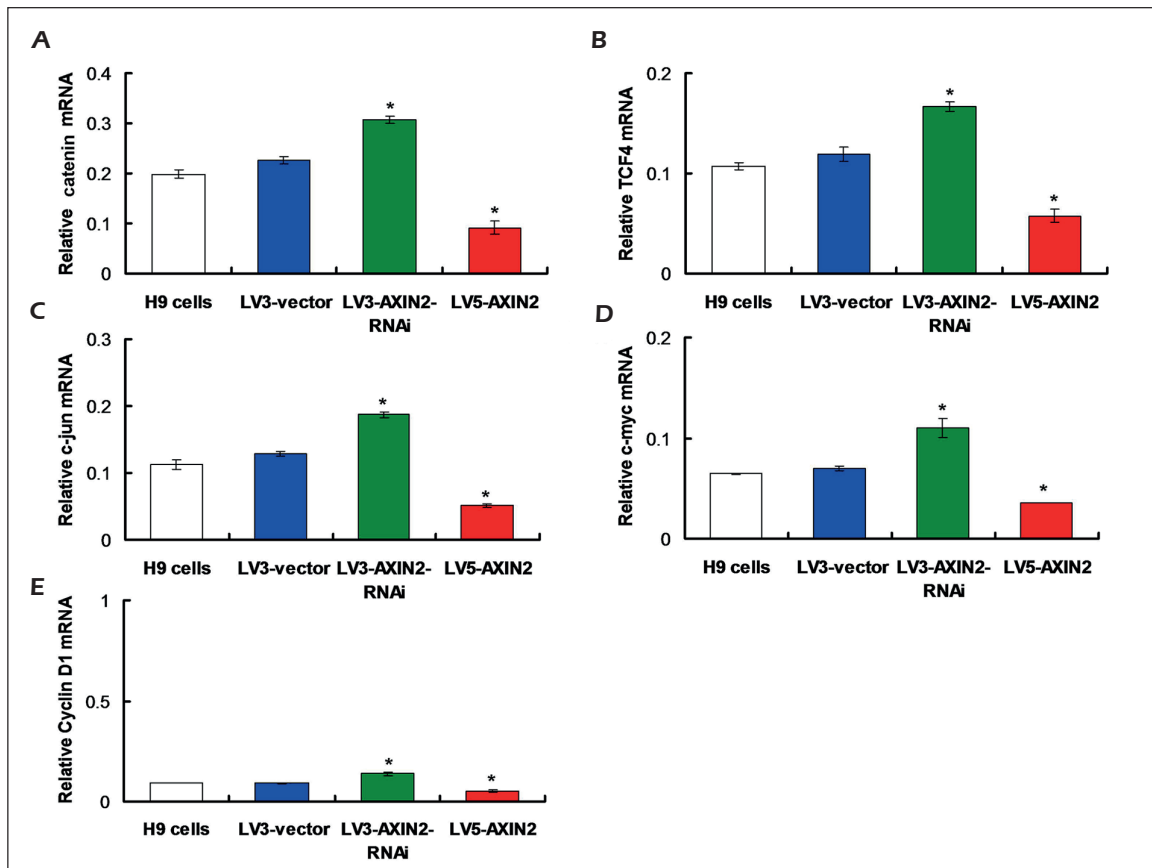 A
Relative catenin mRNA
0.4
0.3
0.2
0.1
0
*
*
H9 cells
LV3-vector
LV3-AXIN2-
RNAi
LV5-AXIN2
B
Relative TCF4 mRNA
0.2
0.1
0
*
*
H9 cells
LV3-vector
LV3-AXIN2-
RNAi
LV5-AXIN2
C
Relative c-jun mRNA
0.3
0.2
0.1
0
*
*
H9 cells
LV3-vector
LV3-AXIN2-
RNAi
LV5-AXIN2
D
Relative c-myc mRNA
0.2
0.1
0
*
*
H9 cells
LV3-vector
LV3-AXIN2-
RNAi
LV5-AXIN2
E
Relative Cyclin D1 mRNA
1
0.5
0
*
*
H9 cells
LV3-vector
LV3-AXIN2-
RNAi
LV5-AXIN2